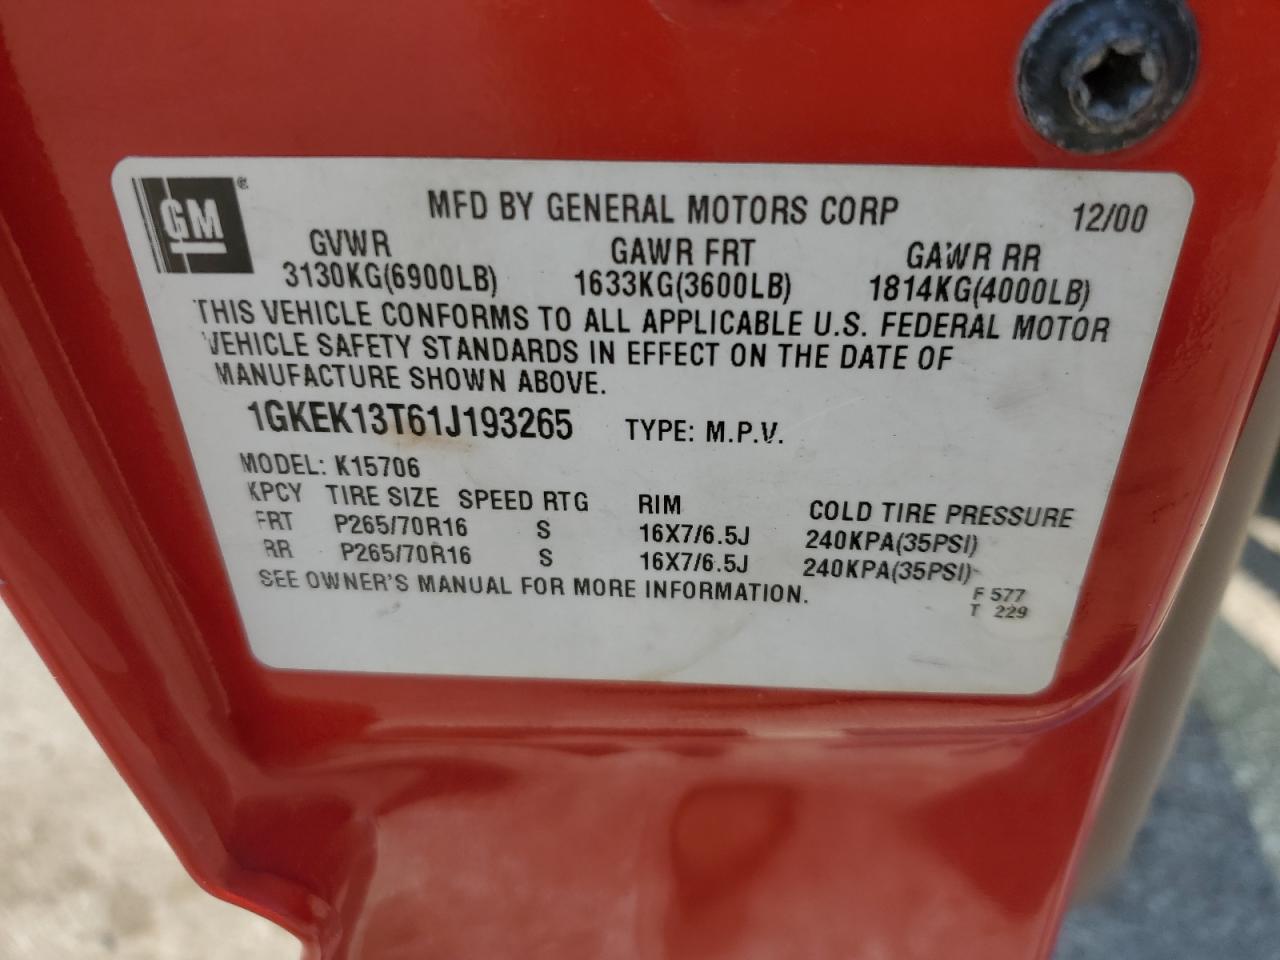 GM
MFD BY GENERAL MOTORS CORP 12/00
GVWR GAWR FRT GAWR RR
3130KG(6900LB) 1633KG(3600LB) 1814KG(4000LB)
THIS VEHICLE CONFORMS TO ALL APPLICABLE U.S. FEDERAL MOTOR
VEHICLE SAFETY STANDARDS IN EFFECT ON THE DATE OF
MANUFACTURE SHOWN ABOVE.
1GKEK13T61J193265 TYPE: M.P.V.
MODEL: K15706
KPCY TIRE SIZE SPEED RTG RIM COLD TIRE PRESSURE
FRT P265/70R16 S 16X7/6.5J 240KPA(35PSI)
RR P265/70R16 S 16X7/6.5J 240KPA(35PSI)
SEE OWNER'S MANUAL FOR MORE INFORMATION.
F 577
T 229